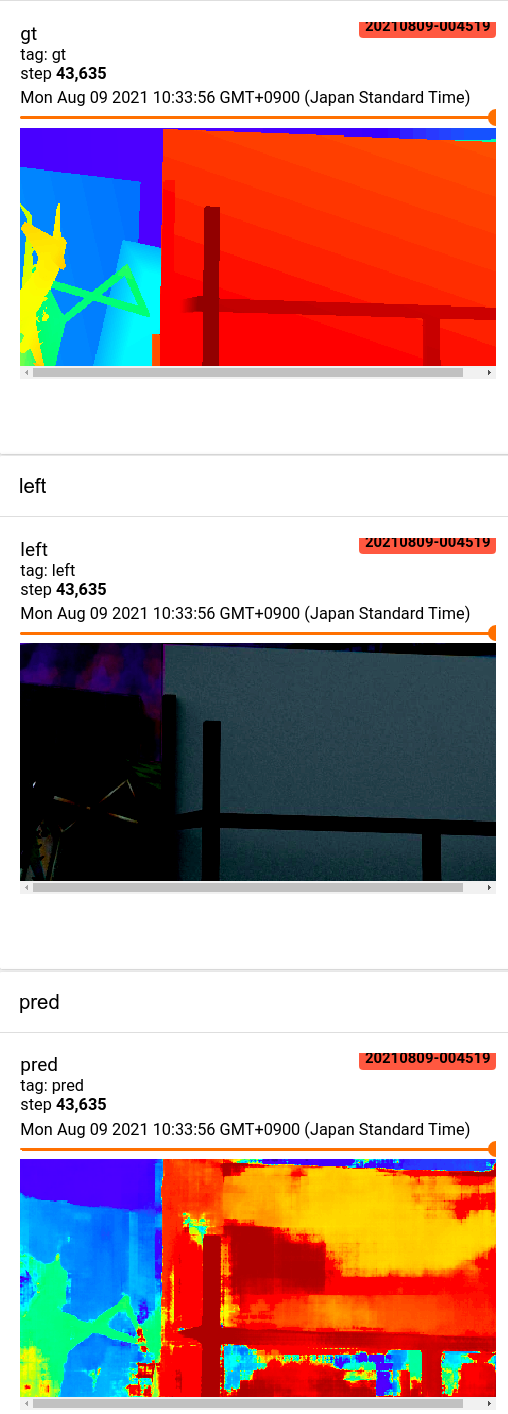 gt
20210809-004519
tag: gt
step 43,635
Mon Aug 09 2021 10:33:56 GMT+0900 (Japan Standard Time)
left
left
20210809-004519
tag: left
step 43,635
Mon Aug 09 2021 10:33:56 GMT+0900 (Japan Standard Time)
pred
pred
20210809-004519
tag: pred
step 43,635
Mon Aug 09 2021 10:33:56 GMT+0900 (Japan Standard Time)